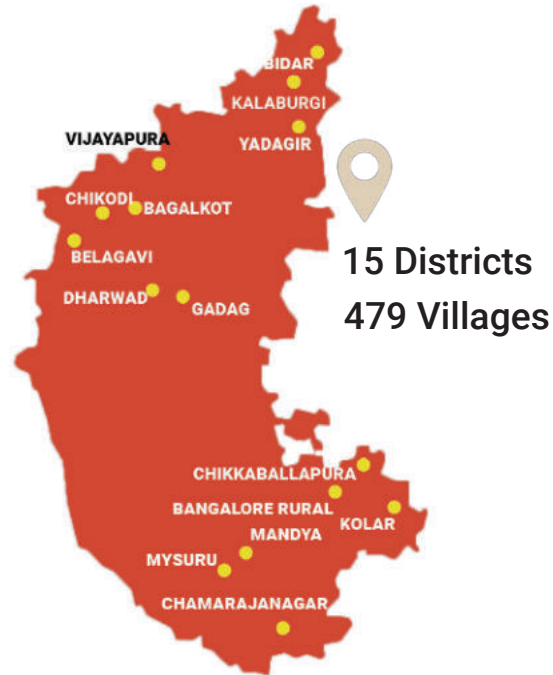 BIDAR
KALABURGI
YADAGIR
VIJAYAPURA
CHIKODI
BAGALKOT
BELAGAVI
DHARWAD
GADAG
15 Districts
479 Villages
CHIKKABALLAPURA
BANGALORE RURAL
KOLAR
MANDYA
MYSURU
CHAMARAJANAGAR